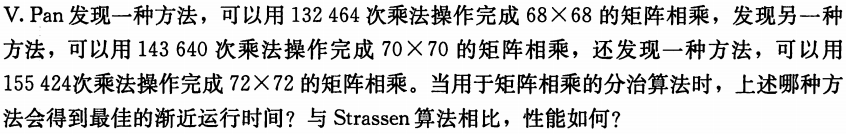 V. Pan 发现一种方法，可以用 132 464 次乘法操作完成 68×68 的矩阵相乘，发现另一种
方法，可以用 143 640 次乘法操作完成 70×70 的矩阵相乘，还发现一种方法，可以用
155 424次乘法操作完成 72×72 的矩阵相乘。当用于矩阵相乘的分治算法时，上述哪种方
法会得到最佳的渐近运行时间？与 Strassen 算法相比，性能如何？